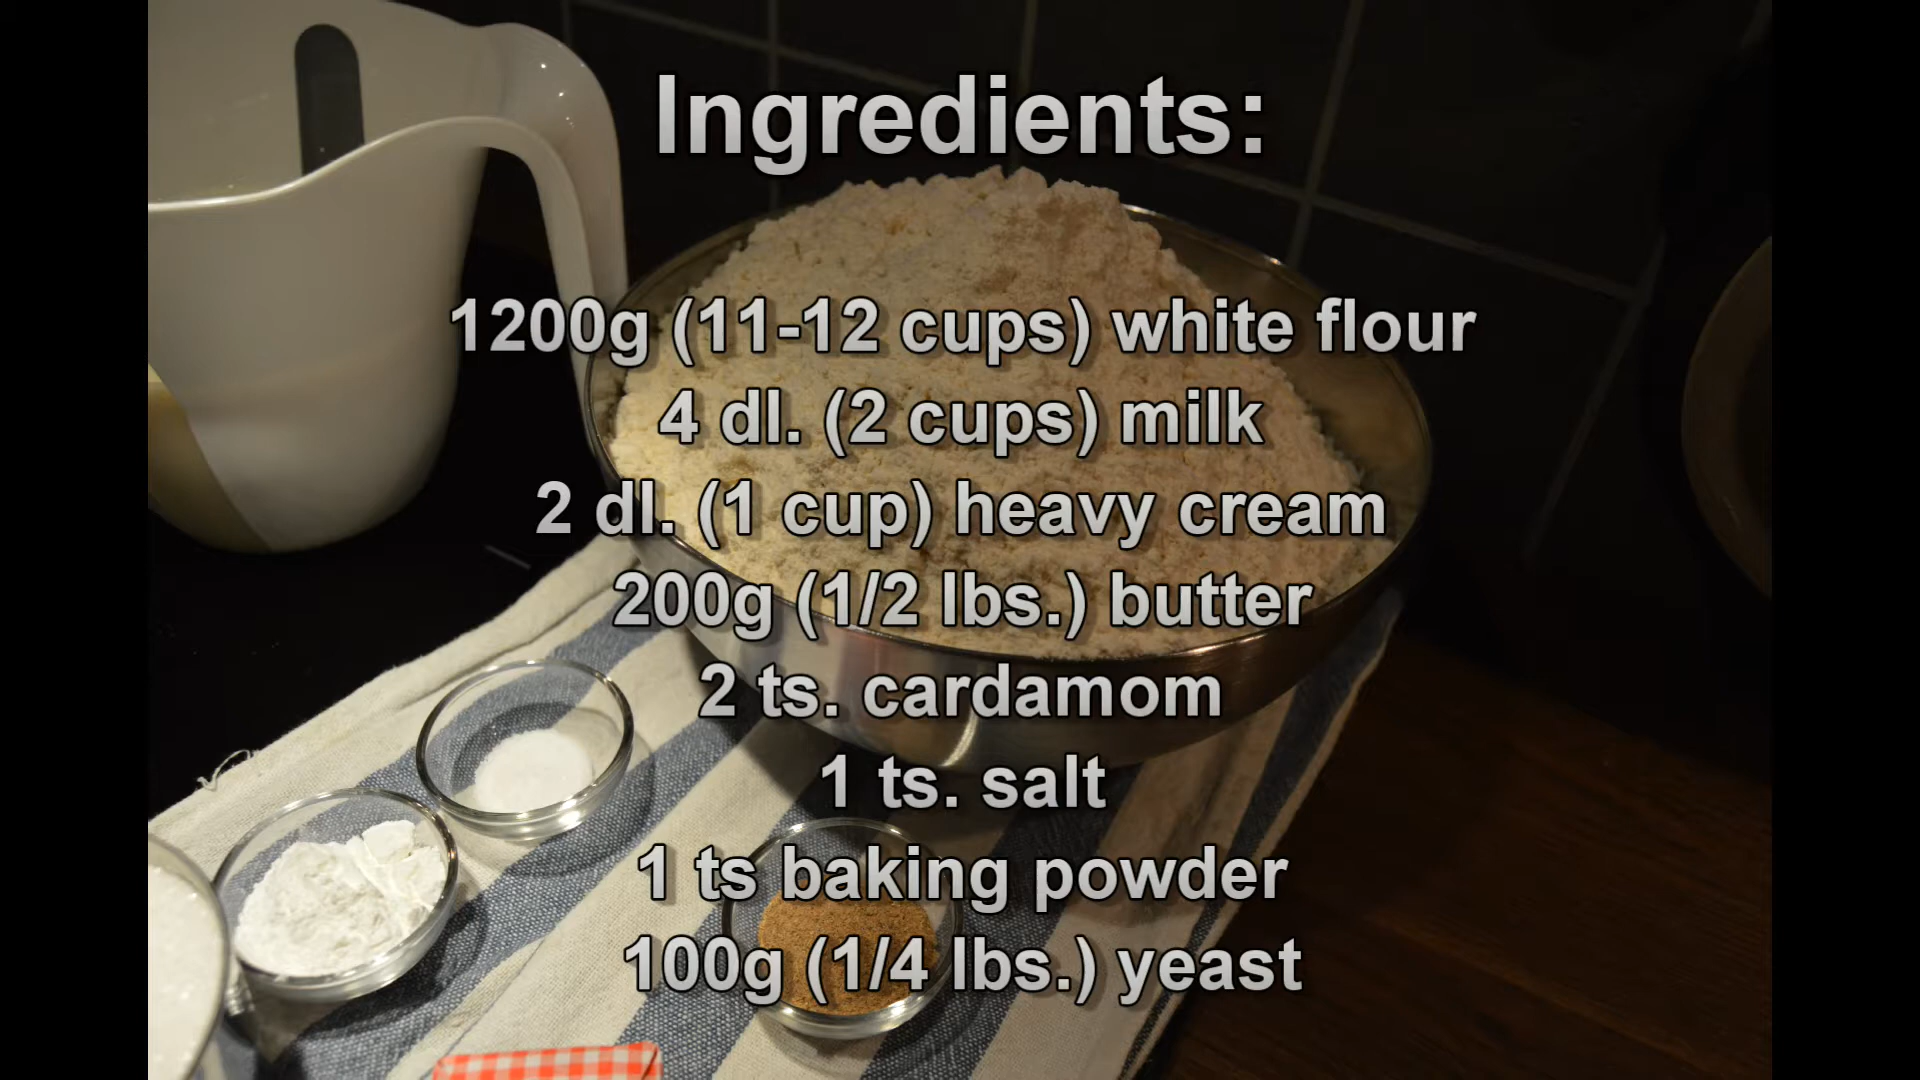 Ingredients:
1200g (11-12 cups) white flour
4 dl. (2 cups) milk
2 dl. (1 cup) heavy cream
200g (1/2 lbs.) butter
2 ts. cardamom
1 ts. salt
1 ts baking powder
100g (1/4 lbs.) yeast